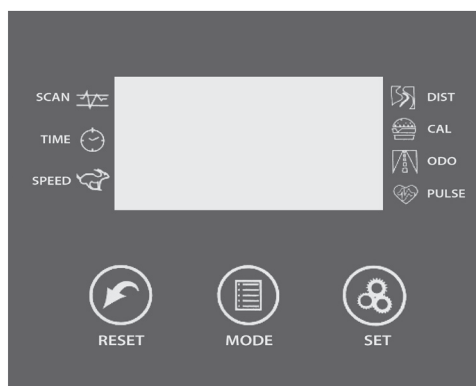 SCAN
TIME
SPEED
DIST
CAL
ODO
PULSE
RESET
MODE
SET